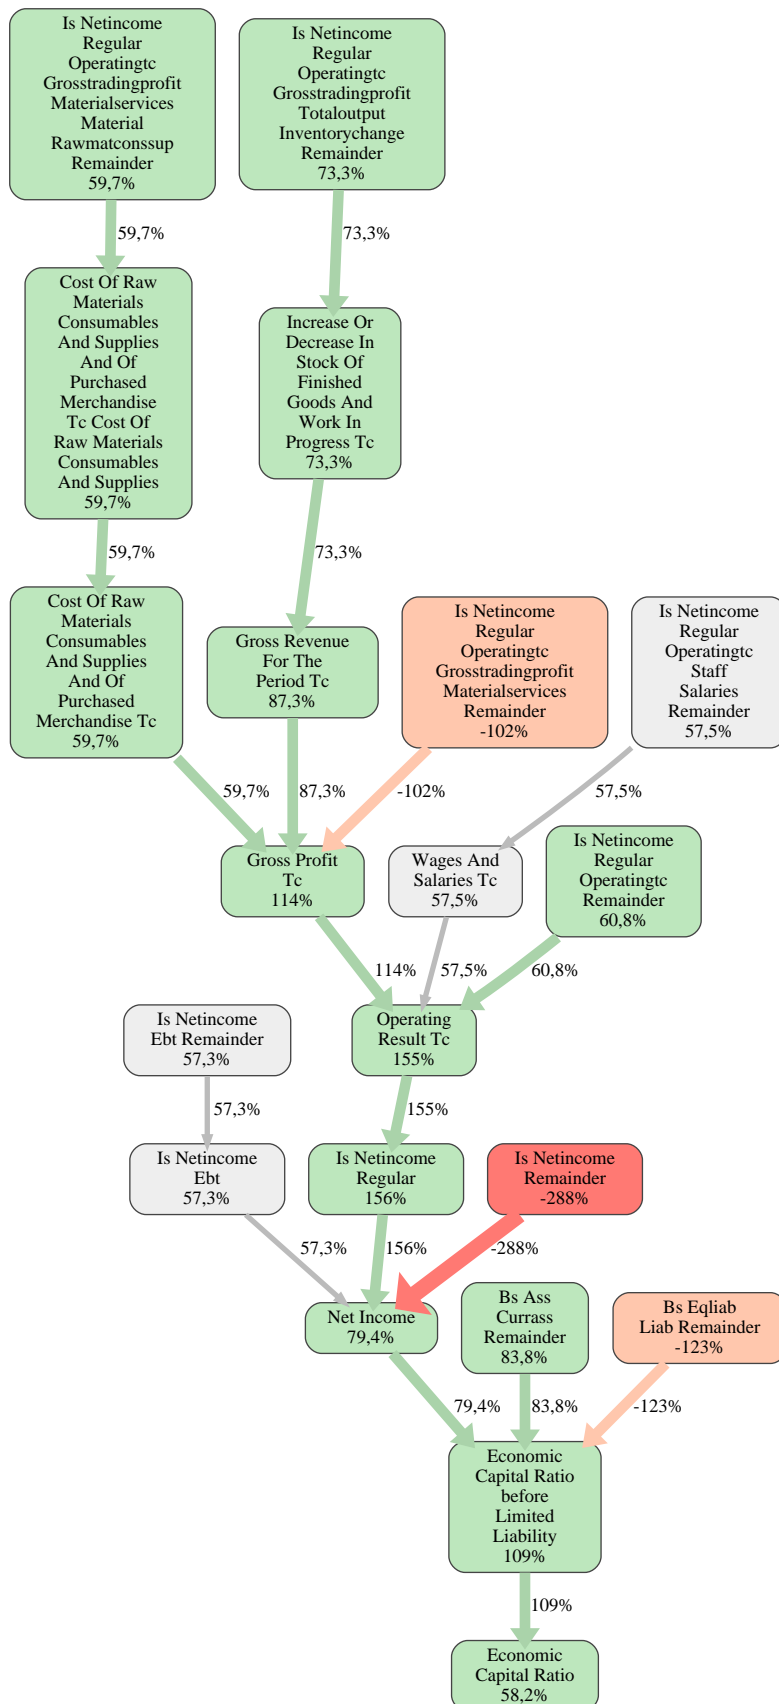 Is Netincome
Regular
Operatingtc
Grosstradingprofit
Materialservices
Material
Rawmatconssup
Remainder
59,7%
Is Netincome
Regular
Operatingtc
Grosstradingprofit
Totaloutput
Inventorychange
Remainder
73,3%
59,7%
73,3%
Cost Of Raw
Materials
Consumables
And Supplies
And Of
Purchased
Merchandise
Tc Cost Of
Raw Materials
Consumables
And Supplies
59,7%
Increase Or
Decrease In
Stock Of
Finished
Goods And
Work In
Progress Tc
73,3%
59,7%
73,3%
Cost Of Raw
Materials
Consumables
And Supplies
And Of
Purchased
Merchandise Tc
59,7%
Gross Revenue
For The
Period Tc
87,3%
Is Netincome
Regular
Operatingtc
Grosstradingprofit
Materialservices
Remainder
-102%
Is Netincome
Regular
Operatingtc
Staff
Salaries
Remainder
57,5%
59,7%
87,3%
-102%
57,5%
Gross Profit
Tc
114%
Wages And
Salaries Tc
57,5%
Is Netincome
Regular
Operatingtc
Remainder
60,8%
114%
57,5%
60,8%
Is Netincome
Ebt Remainder
57,3%
Operating
Result Tc
155%
57,3%
155%
Is Netincome
Ebt
57,3%
Is Netincome
Regular
156%
Is Netincome
Remainder
-288%
57,3%
156%
-288%
Net Income
79,4%
Bs Ass
Currass
Remainder
83,8%
Bs Eqliab
Liab Remainder
-123%
79,4%
83,8%
-123%
Economic
Capital Ratio
before
Limited
Liability
109%
109%
Economic
Capital Ratio
58,2%